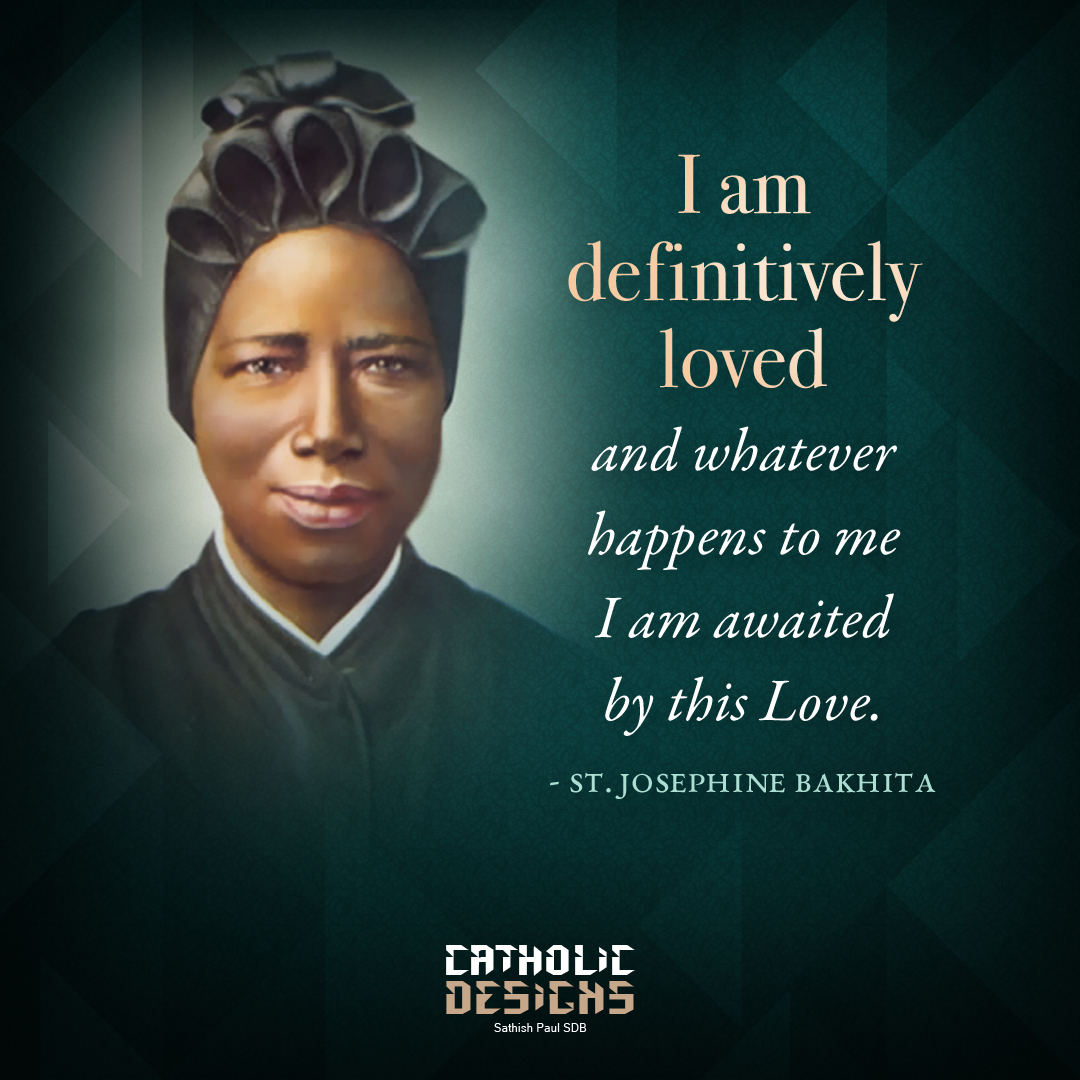 I am
definitively
loved
and whatever
happens to me
I am awaited
by this Love.
- ST. JOSEPHINE BAKHITA
CATHOLIC
DESIGNS
Sathish Paul SDB